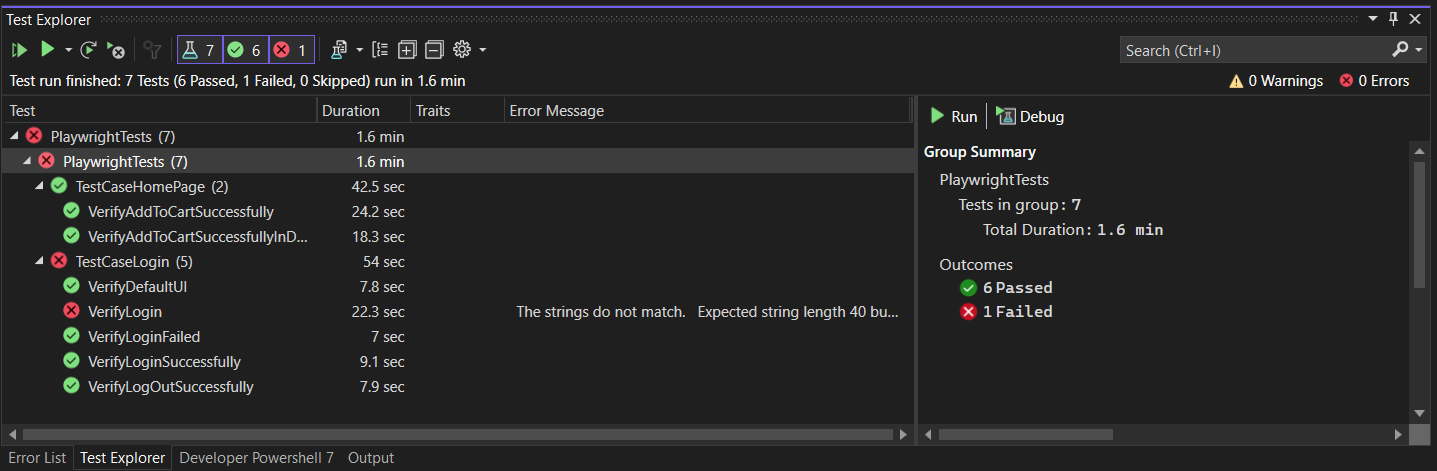 Test Explorer
7 6 1
Search (Ctrl+I)
Test run finished: 7 Tests (6 Passed, 1 Failed, 0 Skipped) run in 1.6 min
0 Warnings 0 Errors
Test Duration Traits Error Message
PlaywrightTests (7) 1.6 min
PlaywrightTests (7) 1.6 min
TestCaseHomePage (2) 42.5 sec
VerifyAddToCartSuccessfully 24.2 sec
VerifyAddToCartSuccessfullyInD... 18.3 sec
TestCaseLogin (5) 54 sec
VerifyDefaultUI 7.8 sec
VerifyLogin 22.3 sec The strings do not match. Expected string length 40 bu...
VerifyLoginFailed 7 sec
VerifyLoginSuccessfully 9.1 sec
VerifyLogOutSuccessfully 7.9 sec
Run Debug
Group Summary
PlaywrightTests
Tests in group: 7
Total Duration: 1.6 min
Outcomes
6 Passed
1 Failed
Error List Test Explorer Developer Powershell 7 Output